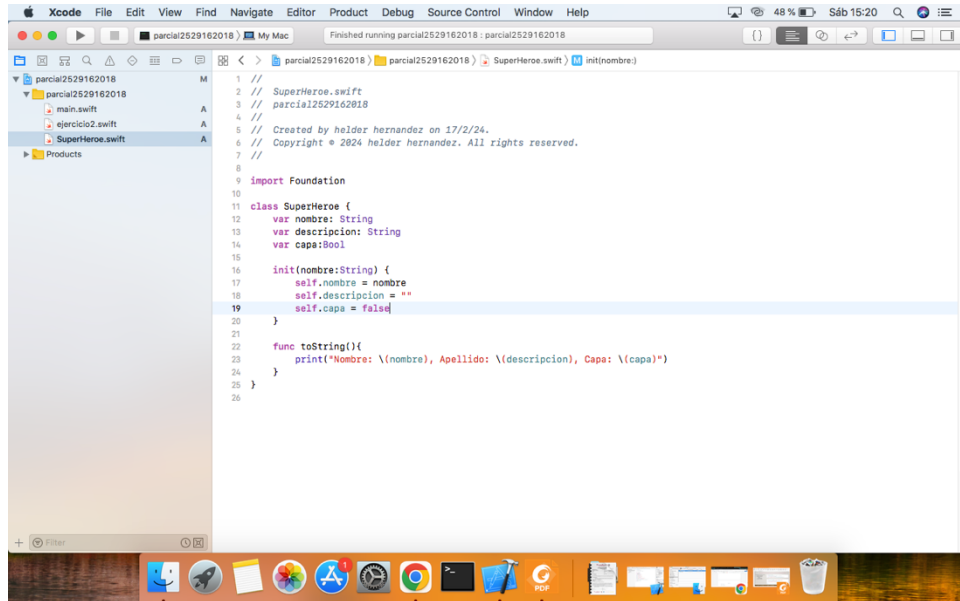 Xcode File Edit View Find Navigate Editor Product Debug Source Control Window Help 48 % Sáb 15:20
parcial2529162018 My Mac Finished running parcial2529162018 : parcial2529162018 {}
parcial2529162018 parcial2529162018 SuperHeroe.swift M init(nombre:)
parcial2529162018 M
parcial2529162018
main.swift A
ejercicio2.swift A
SuperHeroe.swift A
Products
1 //
2 // SuperHeroe.swift
3 // parcial2529162018
4 //
5 // Created by helder hernandez on 17/2/24.
6 // Copyright © 2024 helder hernandez. All rights reserved.
7 //
8
9 import Foundation
10
11 class SuperHeroe {
12 var nombre: String
13 var descripcion: String
14 var capa:Bool
15
16 init(nombre:String) {
17 self.nombre = nombre
18 self.descripcion = ""
19 self.capa = false
20 }
21
22 func toString(){
23 print("Nombre: \(nombre), Apellido: \(descripcion), Capa: \(capa)")
24 }
25 }
26
Filter
1
PDF